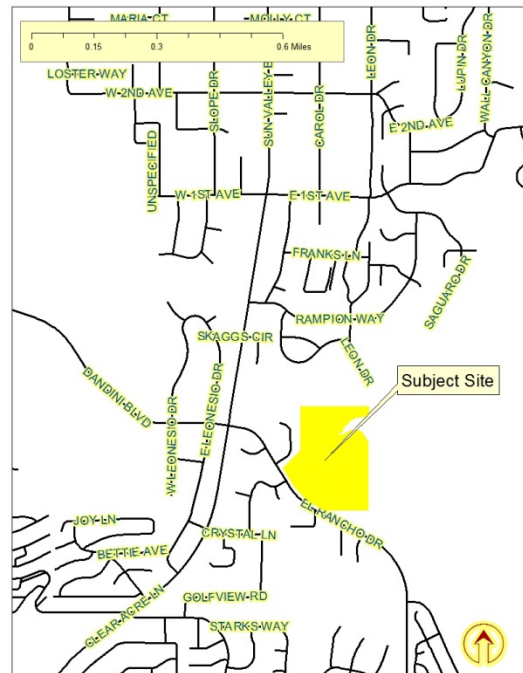 MARIA CT
MOLLY CT
0 0.15 0.3 0.6 Miles
LOSTER WAY
W 2ND AVE
SLOPE DR
CAROL DR
LEON DR
LUPIN DR
WALL CANYON DR
E 2ND AVE
UNSPECIFIED
W 1ST AVE
E 1ST AVE
FRANKS LN
SAGUARO DR
RAMPION WAY
SKAGGS CIR
LEON DR
DANDINI BLVD
Subject Site
W LEONESIO DR
E LEONESIO DR
EL RANCHO DR
JOY LN
CRYSTAL LN
BETTIE AVE
GOLFVIEW RD
CLEAR ACRE LN
STARKS WAY